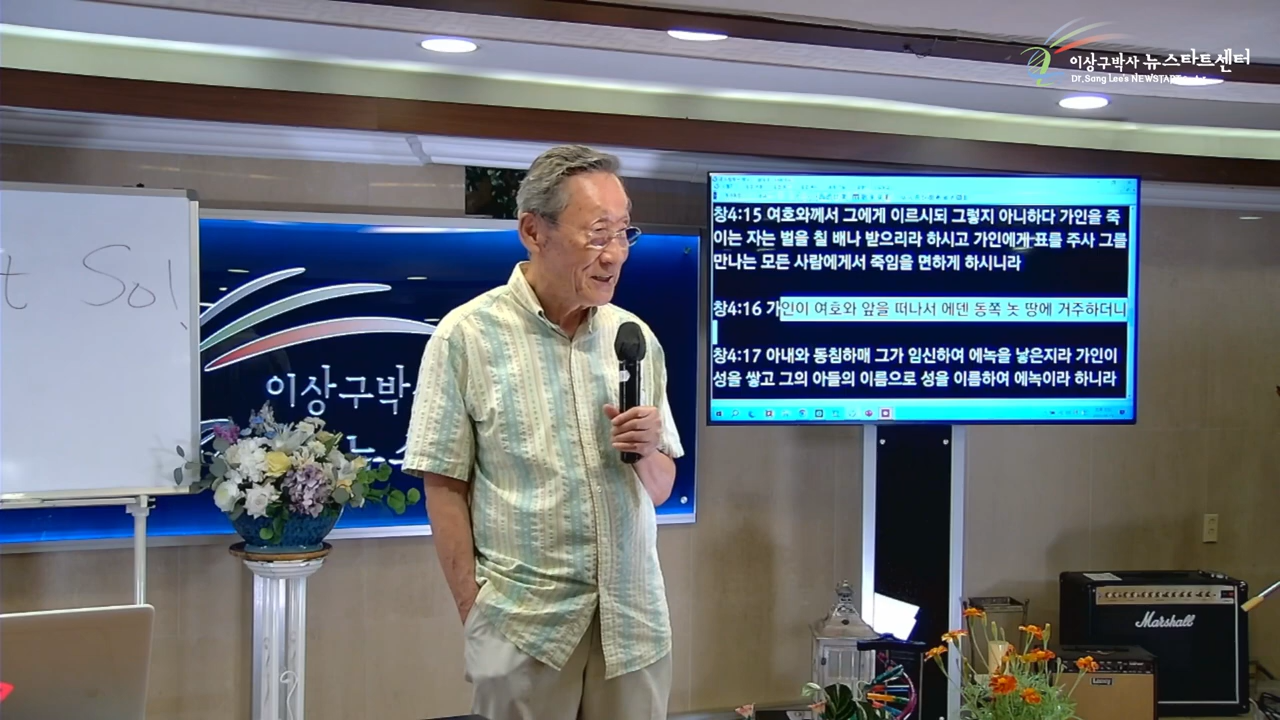 이상구박사 뉴스타트센터
Dr.Sang Lee's NEWSTART
t So!
이상구박
뉴스
창4:15 여호와께서 그에게 이르시되 그렇지 아니하다 가인을 죽
이는 자는 벌을 칠 배나 받으리라 하시고 가인에게 표를 주사 그를
만나는 모든 사람에게서 죽임을 면하게 하시니라
창4:16 가인이 여호와 앞을 떠나서 에덴 동쪽 놋 땅에 거주하더니
창4:17 아내와 동침하매 그가 임신하여 에녹을 낳은지라 가인이
성을 쌓고 그의 아들의 이름으로 성을 이름하여 에녹이라 하니라
Marshall
Laney